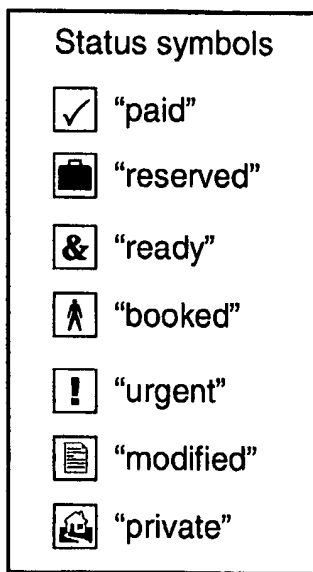 Status symbols
✓ "paid"
"reserved"
& "ready"
"booked"
! "urgent"
"modified"
"private"